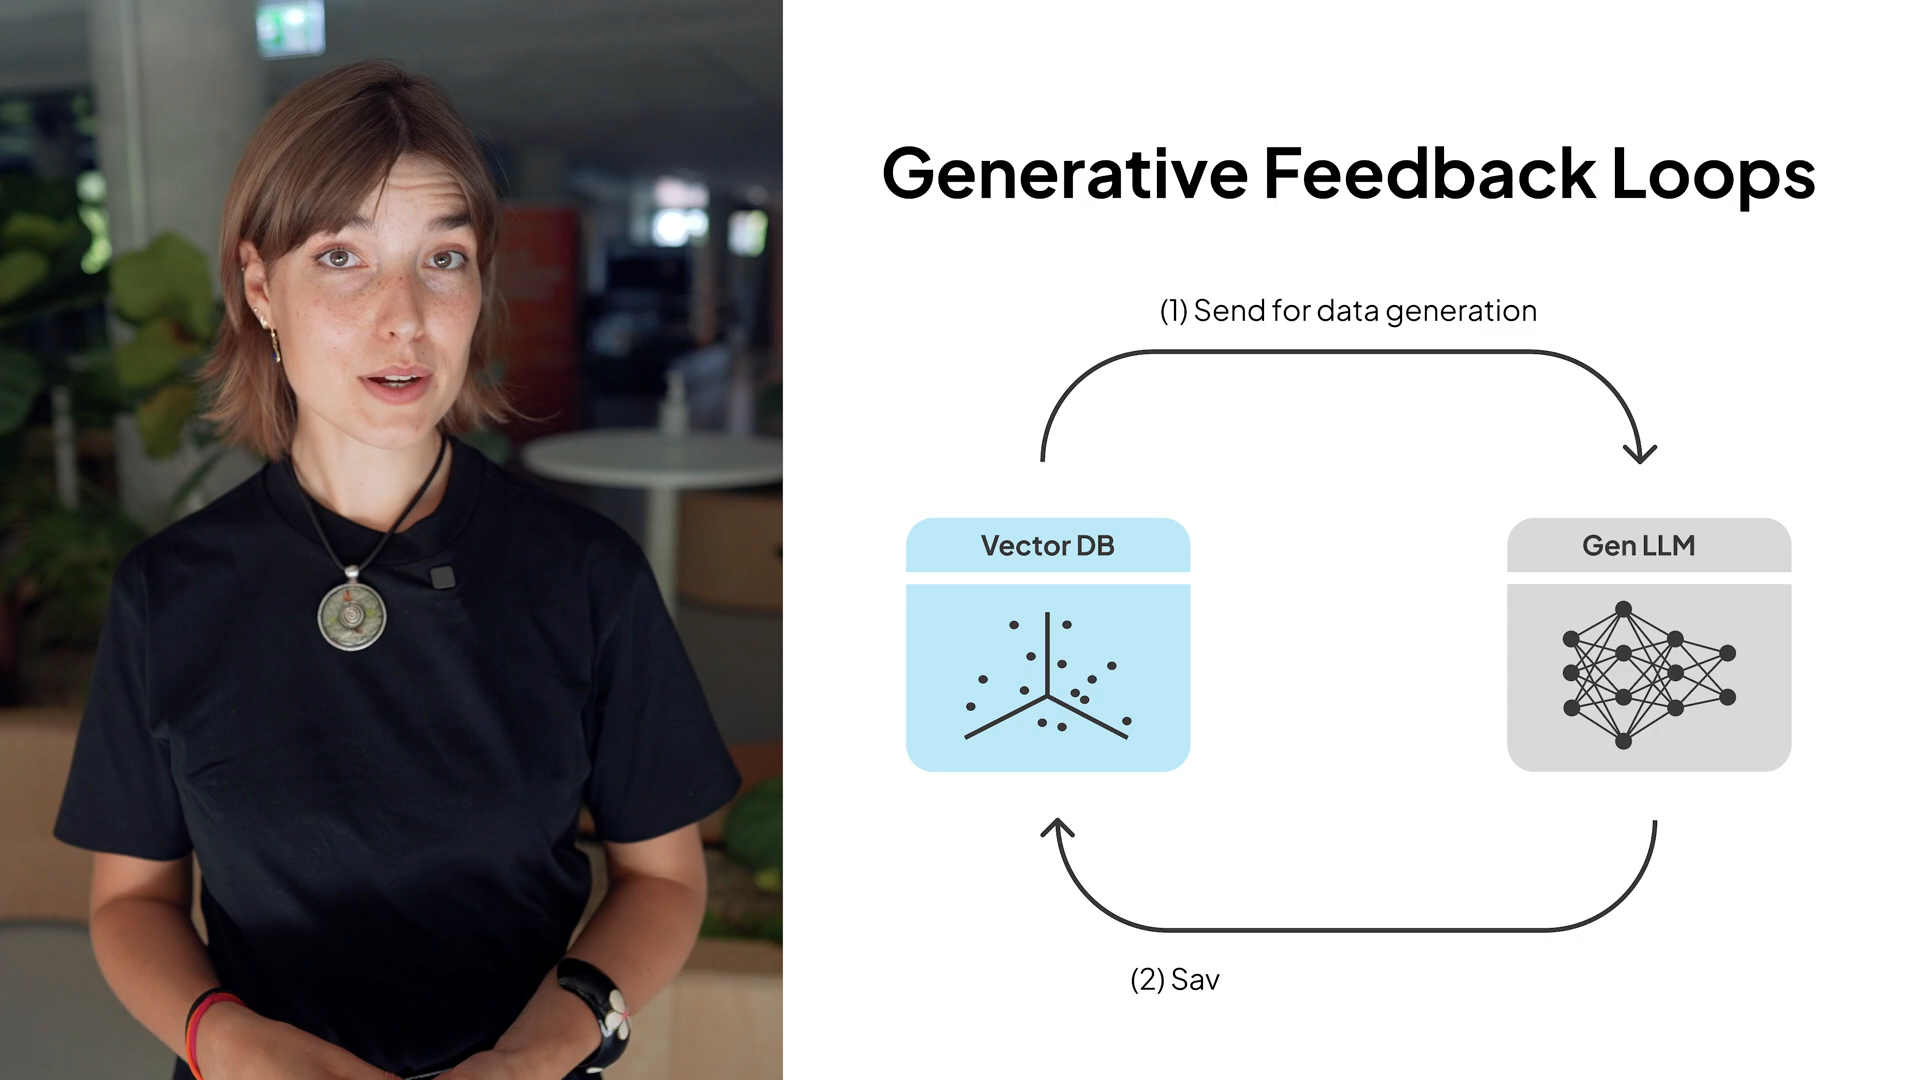 Generative Feedback Loops
(1) Send for data generation
Vector DB
Gen LLM
(2) Sav